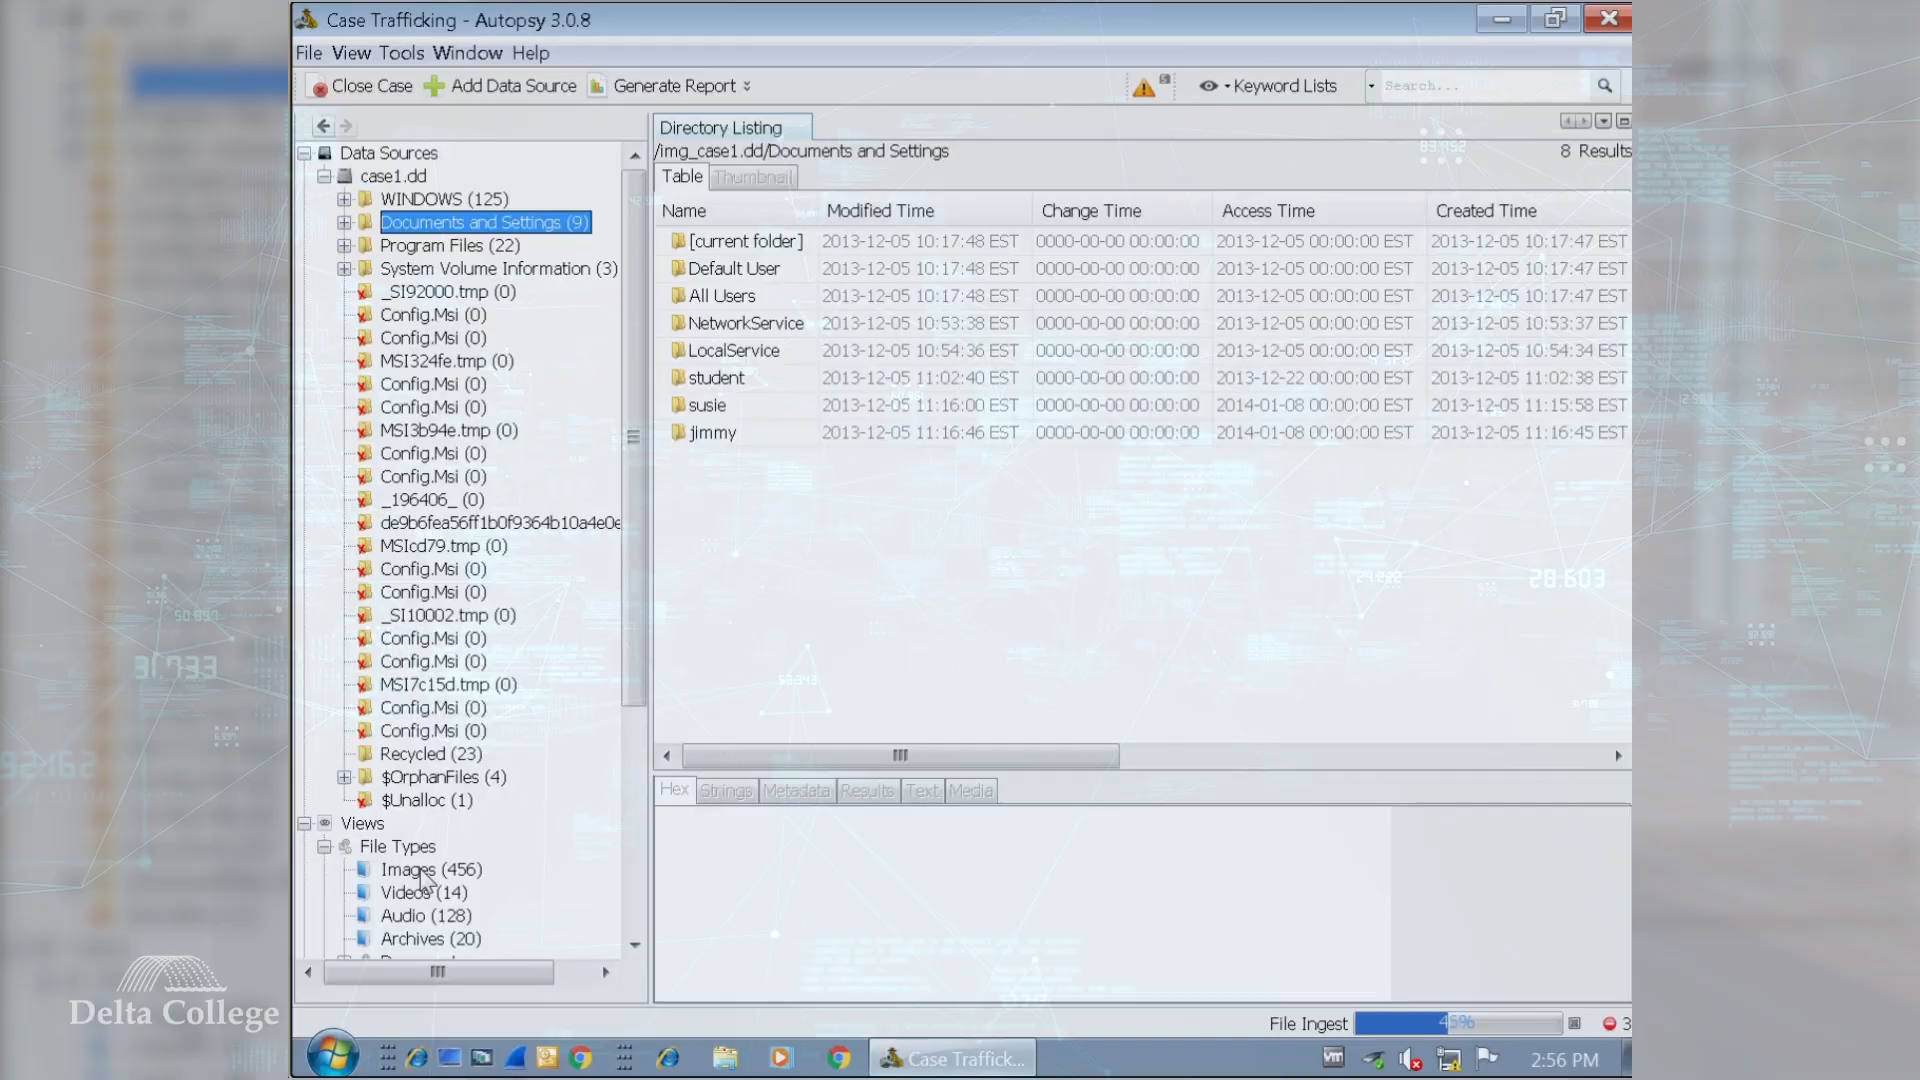 Case Trafficking - Autopsy 3.0.8
File View Tools Window Help
Close Case Add Data Source Generate Report Keyword Lists Search...
Directory Listing
/img_case1.dd/Documents and Settings 8 Results
Table Thumbnail
Name Modified Time Change Time Access Time Created Time
[current folder] 2013-12-05 10:17:48 EST 0000-00-00 00:00:00 2013-12-05 00:00:00 EST 2013-12-05 10:17:47 EST
Default User 2013-12-05 10:17:48 EST 0000-00-00 00:00:00 2013-12-05 00:00:00 EST 2013-12-05 10:17:47 EST
All Users 2013-12-05 10:17:48 EST 0000-00-00 00:00:00 2013-12-05 00:00:00 EST 2013-12-05 10:17:47 EST
NetworkService 2013-12-05 10:53:38 EST 0000-00-00 00:00:00 2013-12-05 00:00:00 EST 2013-12-05 10:53:37 EST
LocalService 2013-12-05 10:54:36 EST 0000-00-00 00:00:00 2013-12-05 00:00:00 EST 2013-12-05 10:54:34 EST
student 2013-12-05 11:02:40 EST 0000-00-00 00:00:00 2013-12-22 00:00:00 EST 2013-12-05 11:02:38 EST
susie 2013-12-05 11:16:00 EST 0000-00-00 00:00:00 2014-01-08 00:00:00 EST 2013-12-05 11:15:58 EST
jimmy 2013-12-05 11:16:46 EST 0000-00-00 00:00:00 2014-01-08 00:00:00 EST 2013-12-05 11:16:45 EST
Data Sources
case1.dd
WINDOWS (125)
Documents and Settings (9)
Program Files (22)
System Volume Information (3)
_SI92000.tmp (0)
Config.Msi (0)
Config.Msi (0)
MSI324fe.tmp (0)
Config.Msi (0)
Config.Msi (0)
MSI3b94e.tmp (0)
Config.Msi (0)
Config.Msi (0)
_196406_ (0)
de9b6fea56ff1b0f9364b10a4e0e
MSIcd79.tmp (0)
Config.Msi (0)
Config.Msi (0)
_SI10002.tmp (0)
Config.Msi (0)
Config.Msi (0)
MSI7c15d.tmp (0)
Config.Msi (0)
Config.Msi (0)
Recycled (23)
$OrphanFiles (4)
$Unalloc (1)
Views
File Types
Images (456)
Videos (14)
Audio (128)
Archives (20)
Hex Strings Metadata Results Text Media
File Ingest 45% 3
Case Traffick... 2:56 PM
Delta College
31.733
28.603